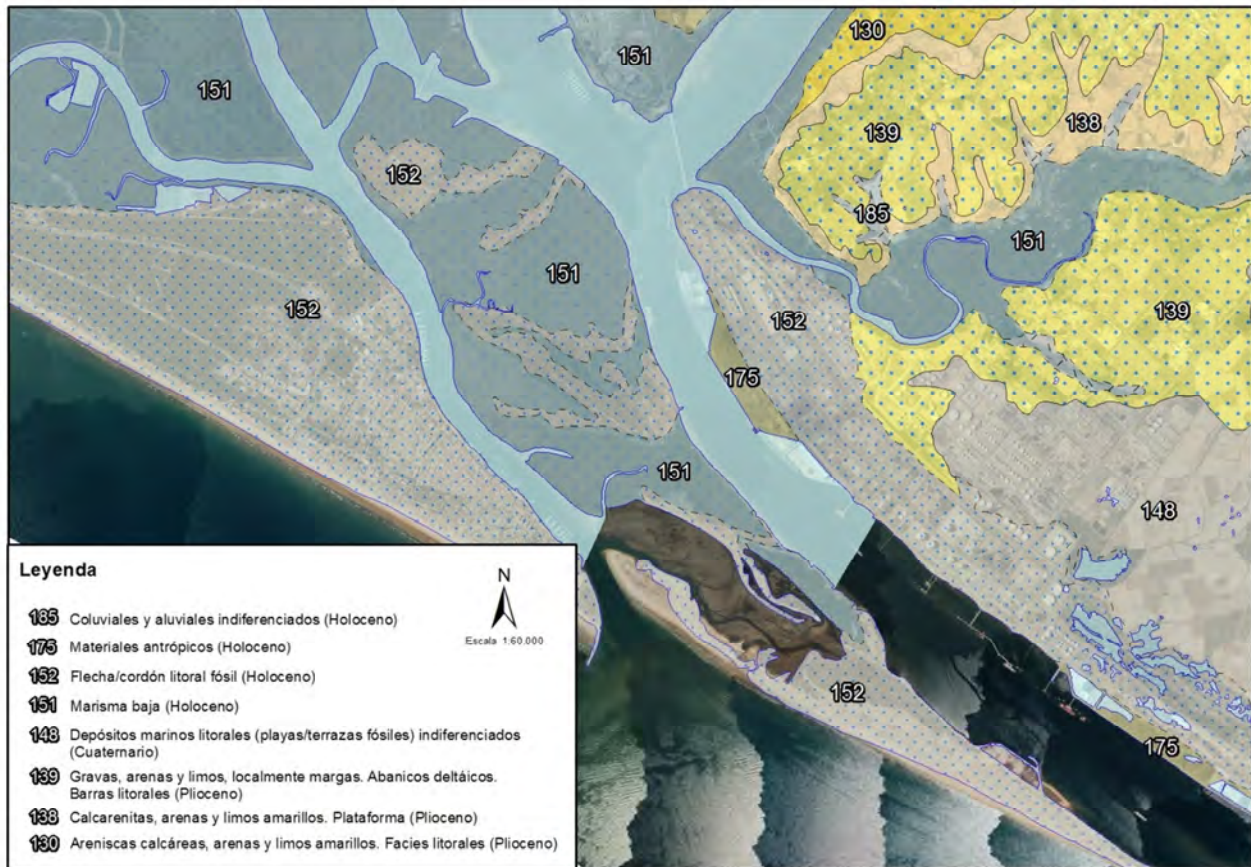 130
151
151
139
138
152
185
151
151
139
152
152
175
151
148
152
175
Leyenda
N
Escala 1:60.000
185 Coluviales y aluviales indiferenciados (Holoceno)
175 Materiales antrópicos (Holoceno)
152 Flecha/cordón litoral fósil (Holoceno)
151 Marisma baja (Holoceno)
148 Depósitos marinos litorales (playas/terrazas fósiles) indiferenciados
(Cuaternario)
139 Gravas, arenas y limos, localmente margas. Abanicos deltáicos.
Barras litorales (Plioceno)
138 Calcarenitas, arenas y limos amarillos. Plataforma (Plioceno)
130 Areniscas calcáreas, arenas y limos amarillos. Facies litorales (Plioceno)